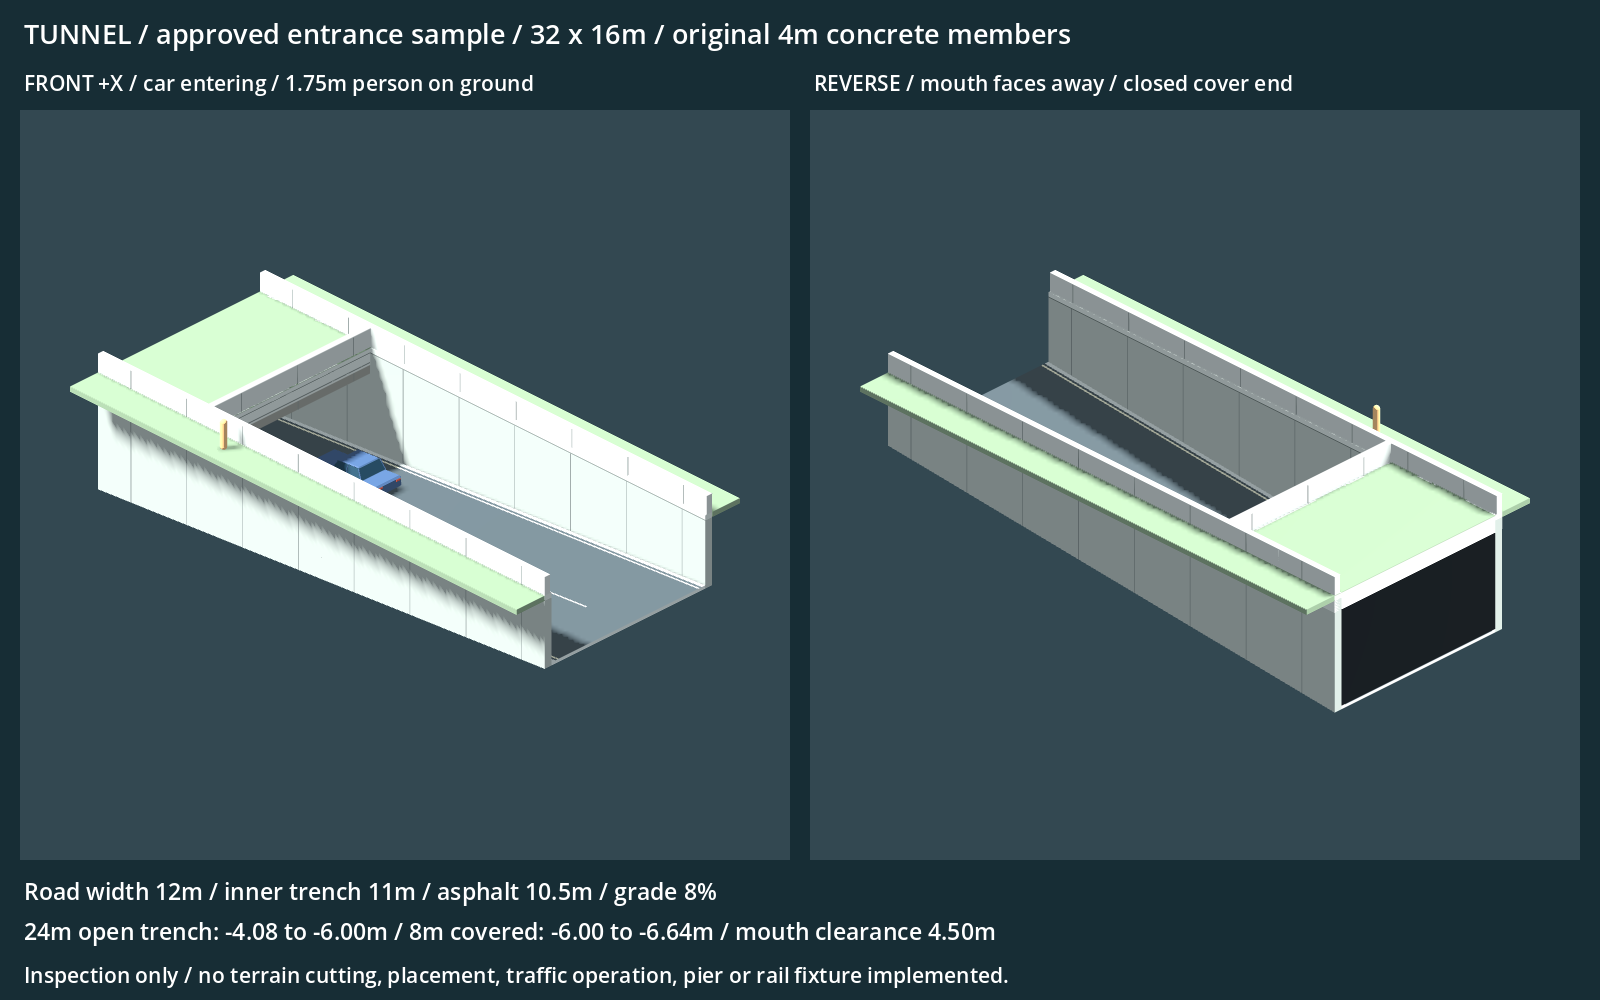 TUNNEL / approved entrance sample / 32 x 16m / original 4m concrete members
FRONT +X / car entering / 1.75m person on ground
REVERSE / mouth faces away / closed cover end
Road width 12m / inner trench 11m / asphalt 10.5m / grade 8%
24m open trench: -4.08 to -6.00m / 8m covered: -6.00 to -6.64m / mouth clearance 4.50m
Inspection only / no terrain cutting, placement, traffic operation, pier or rail fixture implemented.